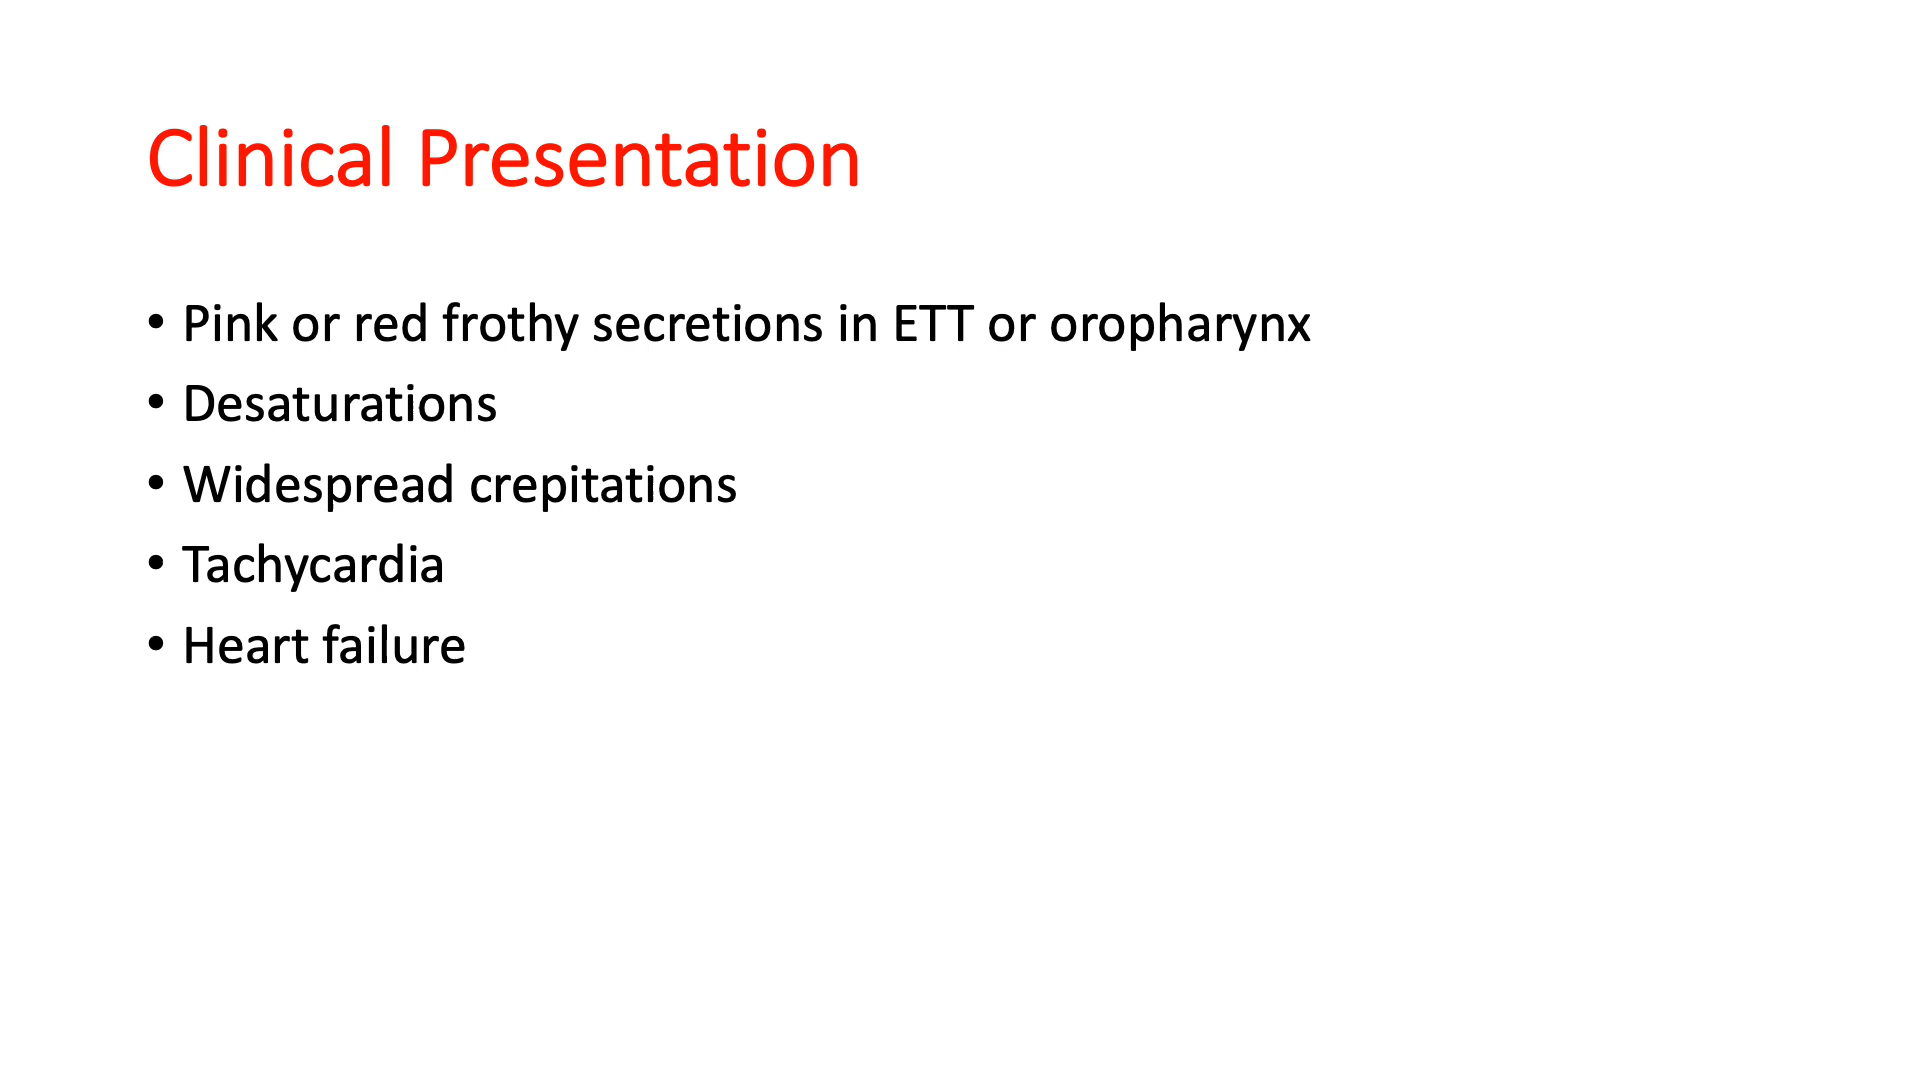 Clinical Presentation
• Pink or red frothy secretions in ETT or oropharynx
• Desaturations
• Widespread crepitations
• Tachycardia
• Heart failure